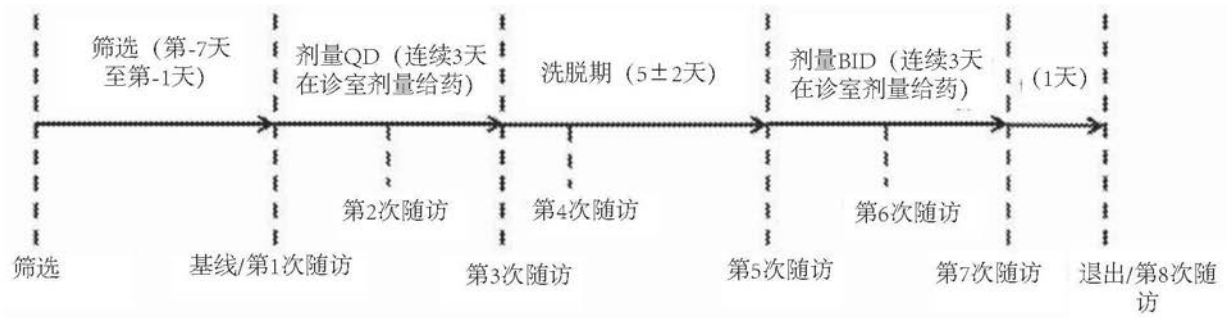 筛选（第-7天
至第-1天）
剂量QD（连续3天
在诊室剂量给药）
洗脱期（5±2天）
剂量BID（连续3天
在诊室剂量给药）
（1天）
第2次随访
第4次随访
第6次随访
筛选
基线/第1次随访
第3次随访
第5次随访
第7次随访
退出/第8次随
访